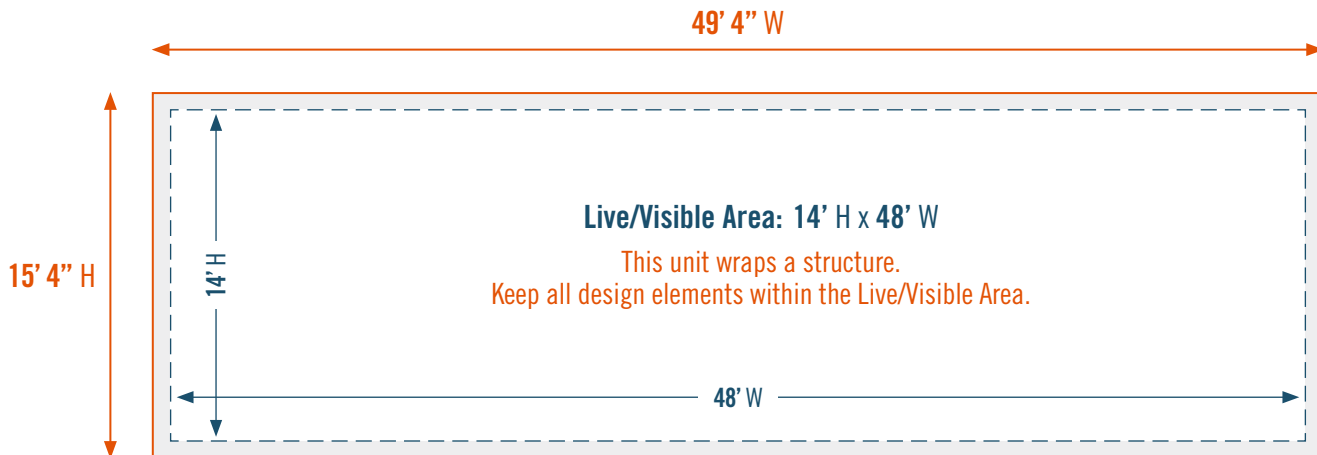 49’ 4” W
15’ 4” H
14’ H
Live/Visible Area: 14’ H x 48’ W
This unit wraps a structure.
Keep all design elements within the Live/Visible Area.
48’ W